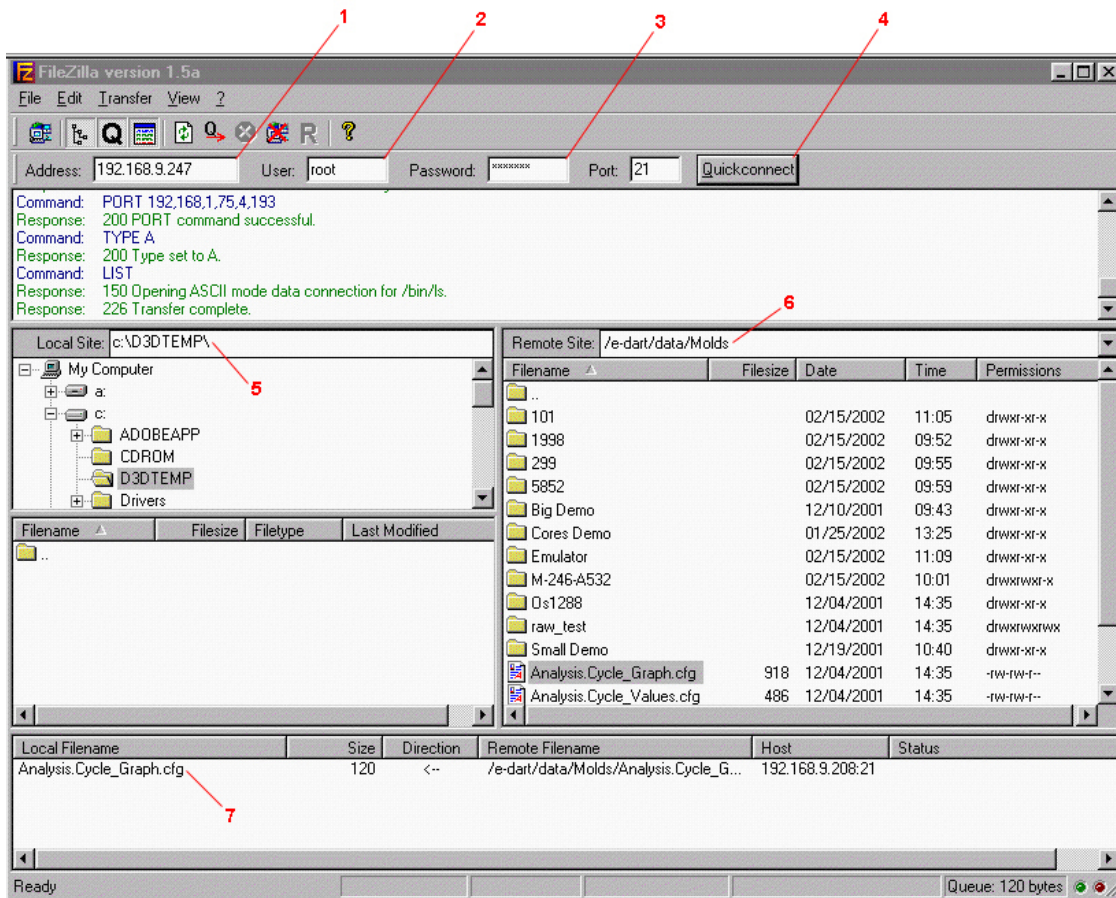 1 2 3 4
FileZilla version 1.5a
File Edit Transfer View ?
Q Q R ?
Address: 192.168.9.247 User: root Password: xxxxxxx Port: 21 Quickconnect
Command: PORT 192,168,1,75,4,193
Response: 200 PORT command successful.
Command: TYPE A
Response: 200 Type set to A.
Command: LIST
Response: 150 Opening ASCII mode data connection for /bin/ls.
Response: 226 Transfer complete.
6
Local Site: c:\D3DTEMP\
My Computer
a:
5
c:
ADOBEAPP
CDROM
D3DTEMP
Drivers
Filename Filesize Filetype Last Modified
..
Remote Site: /e-dart/data/Molds
Filename Filesize Date Time Permissions
..
101 02/15/2002 11:05 drwxr-xr-x
1998 02/15/2002 09:52 drwxr-xr-x
299 02/15/2002 09:55 drwxr-xr-x
5852 02/15/2002 09:59 drwxr-xr-x
Big Demo 12/10/2001 09:43 drwxr-xr-x
Cores Demo 01/25/2002 13:25 drwxr-xr-x
Emulator 02/15/2002 11:09 drwxr-xr-x
M-246-A532 02/15/2002 10:01 drwxrwxr-x
Os1288 12/04/2001 14:35 drwxr-xr-x
raw_test 12/04/2001 14:35 drwxrwxrwx
Small Demo 12/19/2001 10:40 drwxr-xr-x
Analysis.Cycle_Graph.cfg 918 12/04/2001 14:35 -rw-rw-r--
Analysis.Cycle_Values.cfg 486 12/04/2001 14:35 -rw-rw-r--
Local Filename Size Direction Remote Filename Host Status
Analysis.Cycle_Graph.cfg 120 <-- /e-dart/data/Molds/Analysis.Cycle_G... 192.168.9.208:21
7
Ready Queue: 120 bytes